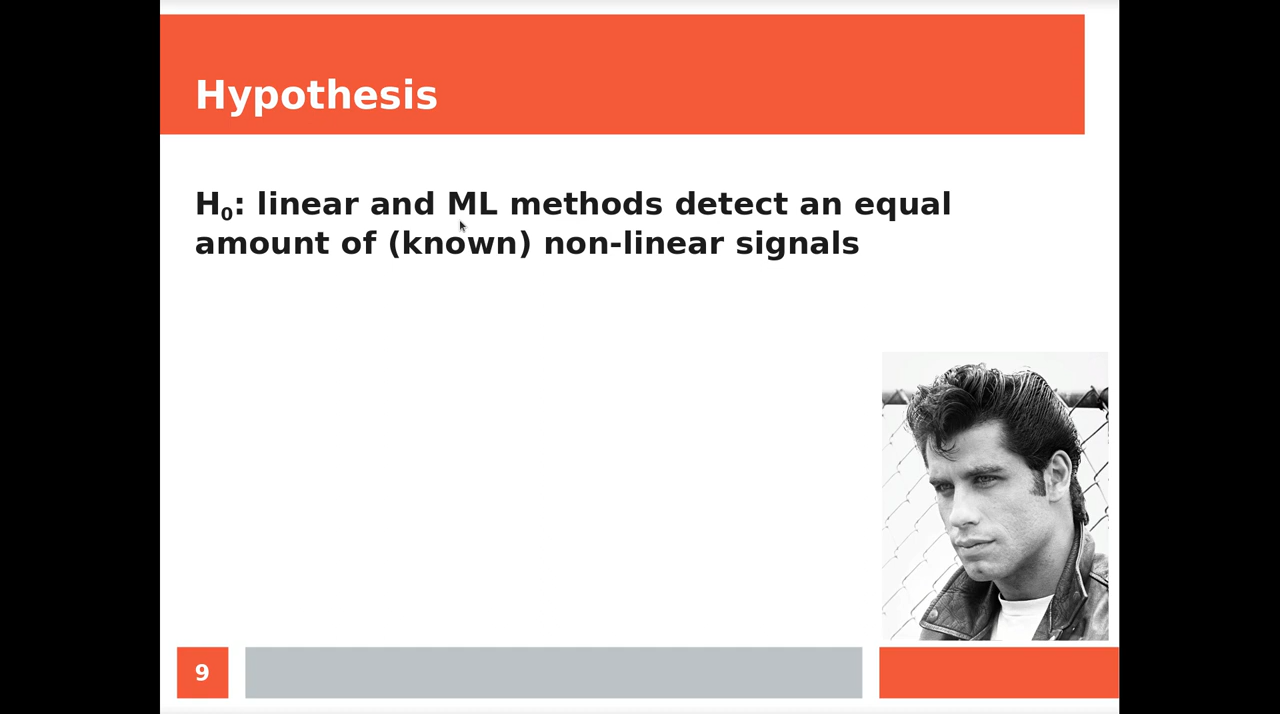 Hypothesis
H₀: linear and ML methods detect an equal
amount of (known) non-linear signals
9